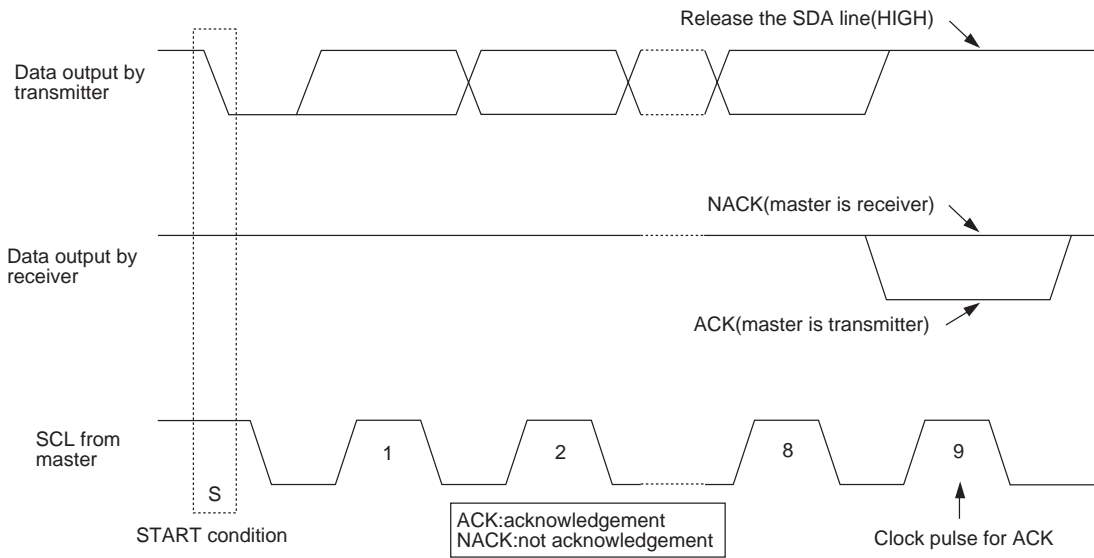 Release the SDA line(HIGH)
Data output by
transmitter
NACK(master is receiver)
Data output by
receiver
ACK(master is transmitter)
SCL from
master
1
2
8
9
S
START condition
ACK:acknowledgement
NACK:not acknowledgement
Clock pulse for ACK